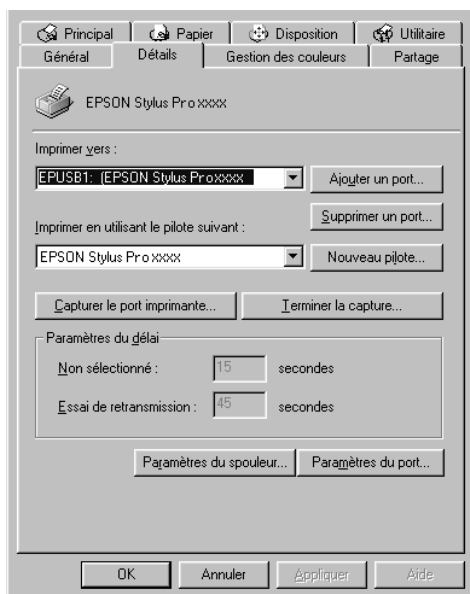 Principal Papier Disposition Utilitaire
Général Détails Gestion des couleurs Partage
EPSON Stylus Pro xxxx
Imprimer vers :
EPUSB1: (EPSON Stylus Proxxxx Ajouter un port...
Supprimer un port...
Imprimer en utilisant le pilote suivant :
EPSON Stylus Pro xxxx Nouveau pilote...
Capturer le port imprimante... Terminer la capture...
Paramètres du délai
Non sélectionné : 15 secondes
Essai de retransmission : 45 secondes
Paramètres du spouleur... Paramètres du port...
OK Annuler Appliquer Aide